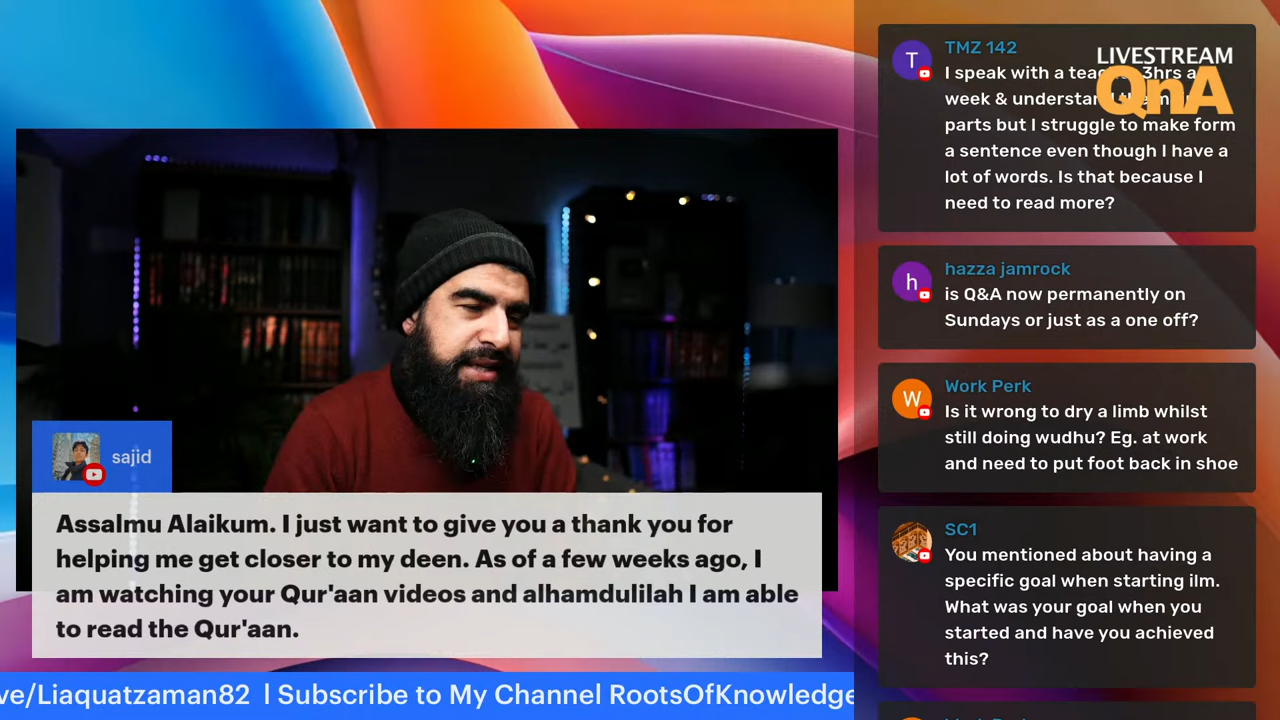 sajid
Assalmu Alaikum. I just want to give you a thank you for
helping me get closer to my deen. As of a few weeks ago, I
am watching your Qur'aan videos and alhamdulilah I am able
to read the Qur'aan.
ve/Liaquatzaman82 | Subscribe to My Channel RootsOfKnowledge
LIVESTREAM
QnA
T
TMZ 142
I speak with a 3hrs a
week &
parts but I struggle to make form
a sentence even though I have a
lot of words. Is that because I
need to read more?
h
hazza jamrock
is Q&A now permanently on
Sundays or just as a one off?
W
Work Perk
Is it wrong to dry a limb whilst
still doing wudhu? Eg. at work
and need to put foot back in shoe
SC1
You mentioned about having a
specific goal when starting ilm.
What was your goal when you
started and have you achieved
this?